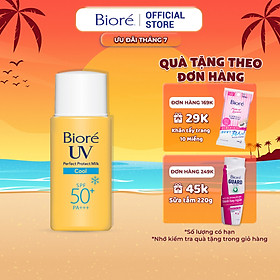 Bioré
OFFICIAL STORE
ƯU ĐÃI THÁNG 7
QUÀ TẶNG THEO ĐƠN HÀNG
Bioré
UV
Perfect Protect Milk
Cool
SPF
50+
PA+++
ĐƠN HÀNG 169K
29K
Khăn tẩy trang
10 Miếng
Bioré
ĐƠN HÀNG 249K
45k
Sữa tắm 220g
GUARD
*Số lượng có hạn
*Nhớ kiểm tra quà tặng trong giỏ hàng